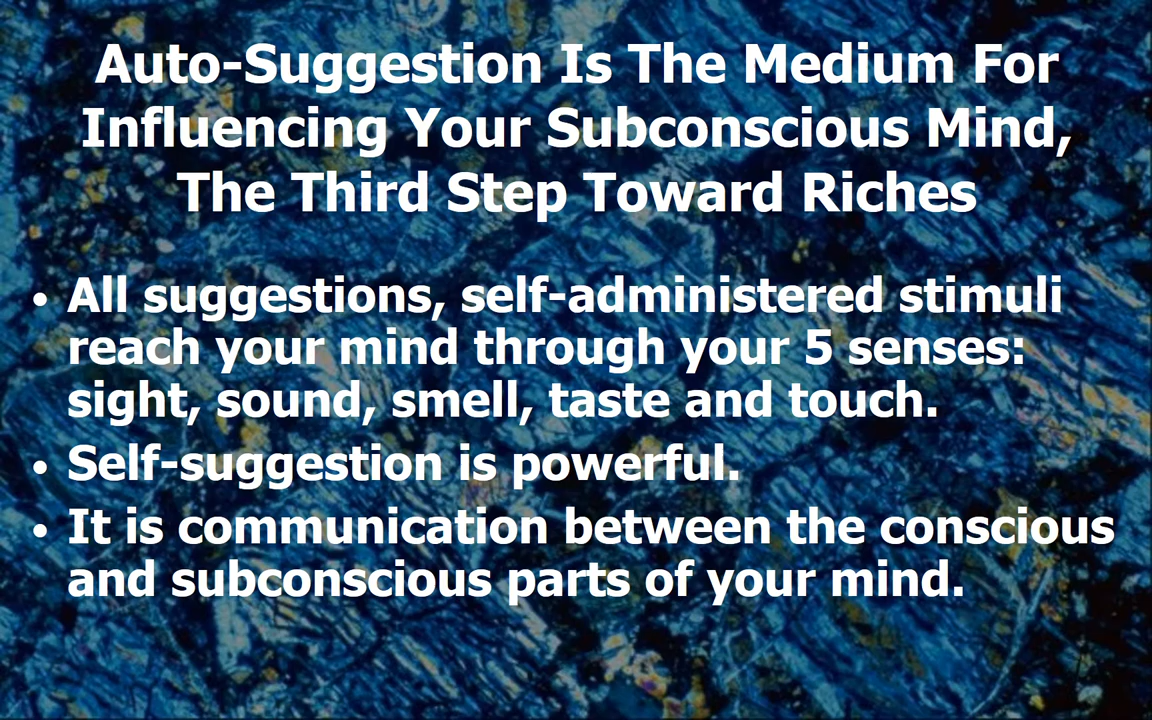 Auto-Suggestion Is The Medium For
Influencing Your Subconscious Mind,
The Third Step Toward Riches
• All suggestions, self-administered stimuli
reach your mind through your 5 senses:
sight, sound, smell, taste and touch.
• Self-suggestion is powerful.
• It is communication between the conscious
and subconscious parts of your mind.